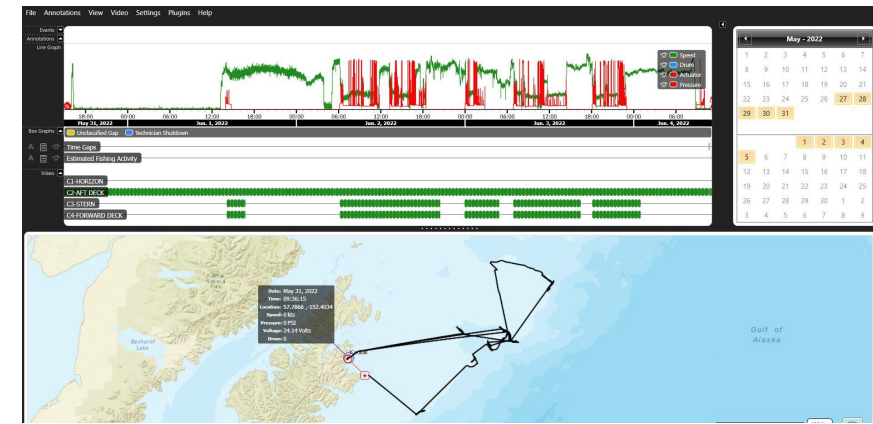 File Annotations View Video Settings Plugins Help
Events
Annotations
Line Graph
Speed
Drum
Actuator
Pressure
18:00 00:00 06:00 12:00 18:00 00:00 06:00 12:00 18:00 00:00 06:00 12:00 18:00 00:00 06:00
May 31, 2022 Jun. 1, 2022 Jun. 2, 2022 Jun. 3, 2022 Jun. 4, 2022
Box Graphs
Unclassified Gap Technician Shutdown
A Time Gaps
A Estimated Fishing Activity
Video
C1-HORIZON
C2-AFT DECK
C3-STERN
C4-FORWARD DECK
May - 2022
1 2 3 4 5 6 7
8 9 10 11 12 13 14
15 16 17 18 19 20 21
22 23 24 25 26 27 28
29 30 31
1 2 3 4
5 6 7 8 9 10 11
12 13 14 15 16 17 18
19 20 21 22 23 24 25
26 27 28 29 30 1 2
3 4 5 6 7 8 9
Katmai
National
Park
Becharof
Lake
Date: May 31, 2022
Time: 09:36:15
Location: 57.7866 , -152.4034
Speed: 0 kts
Pressure: 0 PSI
Voltage: 24.14 Volts
Drum: 0
Gulf of
Alaska